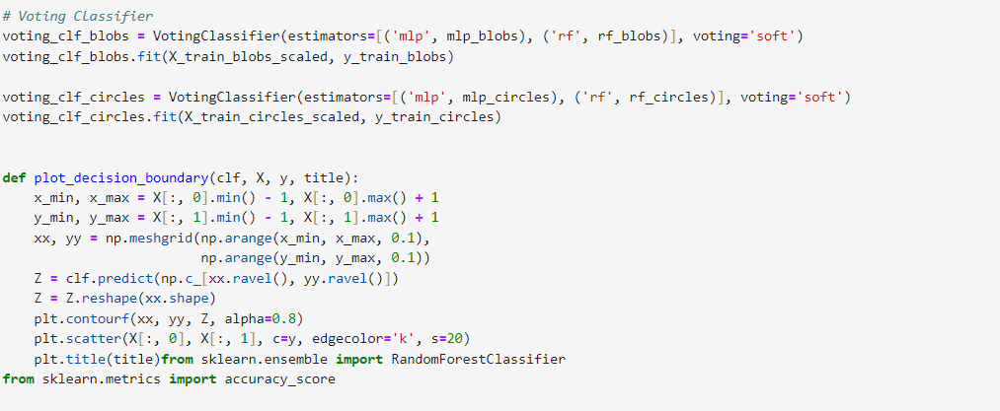 # Voting Classifier
voting_clf_blobs = VotingClassifier(estimators=[('mlp', mlp_blobs), ('rf', rf_blobs)], voting='soft')
voting_clf_blobs.fit(X_train_blobs_scaled, y_train_blobs)

voting_clf_circles = VotingClassifier(estimators=[('mlp', mlp_circles), ('rf', rf_circles)], voting='soft')
voting_clf_circles.fit(X_train_circles_scaled, y_train_circles)


def plot_decision_boundary(clf, X, y, title):
    x_min, x_max = X[:, 0].min() - 1, X[:, 0].max() + 1
    y_min, y_max = X[:, 1].min() - 1, X[:, 1].max() + 1
    xx, yy = np.meshgrid(np.arange(x_min, x_max, 0.1),
                         np.arange(y_min, y_max, 0.1))
    Z = clf.predict(np.c_[xx.ravel(), yy.ravel()])
    Z = Z.reshape(xx.shape)
    plt.contourf(xx, yy, Z, alpha=0.8)
    plt.scatter(X[:, 0], X[:, 1], c=y, edgecolor='k', s=20)
    plt.title(title)from sklearn.ensemble import RandomForestClassifier
from sklearn.metrics import accuracy_score